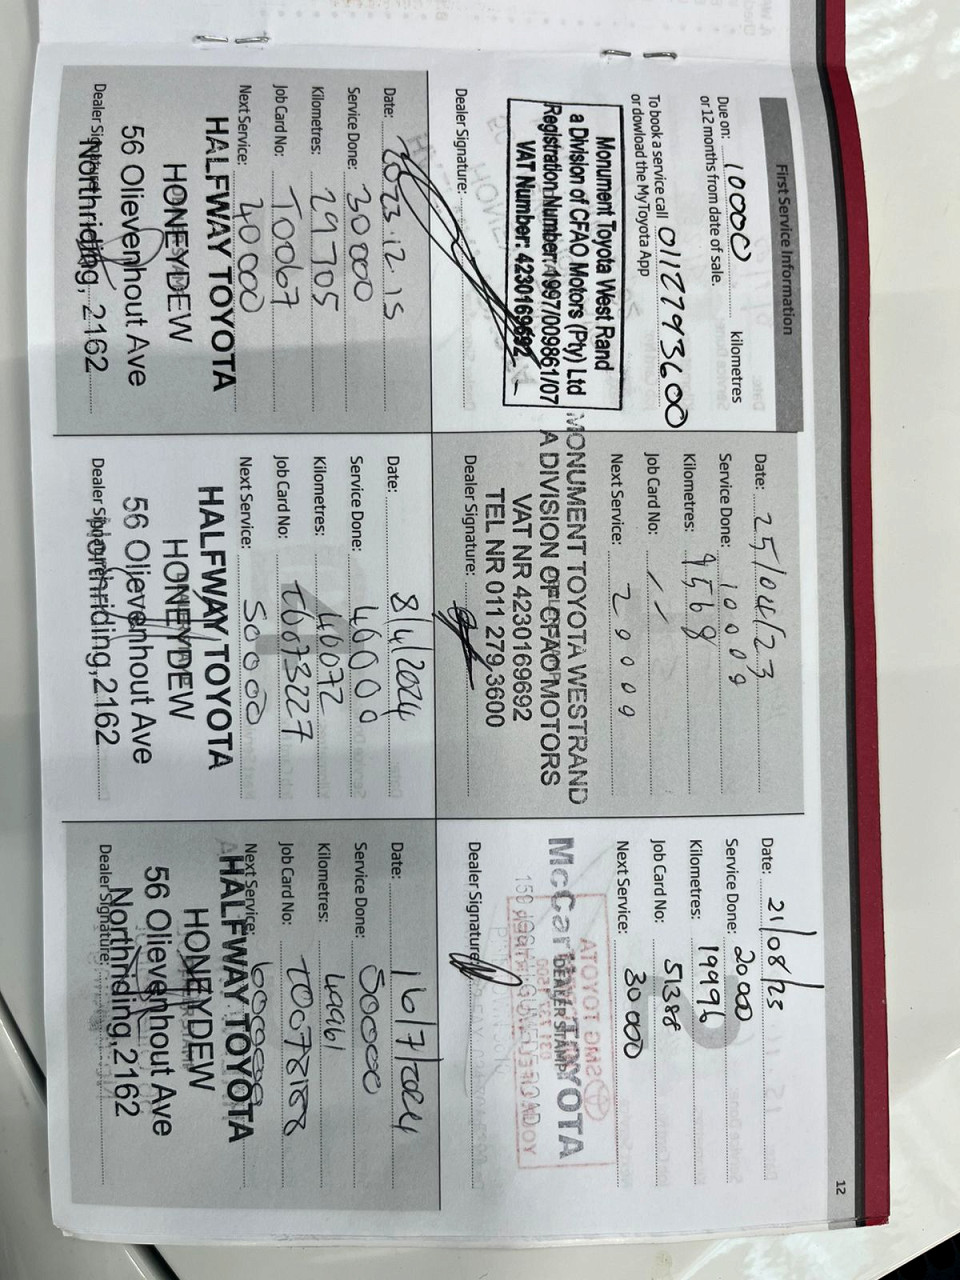 First Service Information
Due on: 10000 kilometres
or 12 months from date of sale.
To book a service call 0112793600
or dowload the MyToyota App
Monument Toyota West Rand
a Division of CFAO Motors (Pty) Ltd
Registration Number: 1997/009861/07
VAT Number: 4230169692
Dealer Signature:
Date: 25/04/23
Service Done: 10000
Kilometres: 9568
Job Card No: //
Next Service: 20000
MONUMENT TOYOTA WESTRAND
A DIVISION OF CFAO MOTORS
VAT NR 4230169692
TEL NR 011 279 3600
Dealer Signature:
Date: 21/08/23
Service Done: 20000
Kilometres: 19996
Job Card No: 51388
Next Service: 30000
McCarthy TOYOTA
DEALER STAMP
Dealer Signature:
Date: 2023.12.15
Service Done: 30000
Kilometres: 29705
Job Card No: T0067
Next Service: 40000
HALFWAY TOYOTA
HONEYDEW
56 Olievenhout Ave
Northriding, 2162
Dealer Signature:
Date: 8/4/2024
Service Done: 40000
Kilometres: 40072
Job Card No: t0073227
Next Service: 50000
HALFWAY TOYOTA
HONEYDEW
56 Olievenhout Ave
Northriding, 2162
Dealer Signature:
Date: 16/7/2024
Service Done: 50000
Kilometres: 49961
Job Card No: T0078188
Next Service: 60000
HALFWAY TOYOTA
HONEYDEW
56 Olievenhout Ave
Northriding, 2162
Dealer Signature:
12